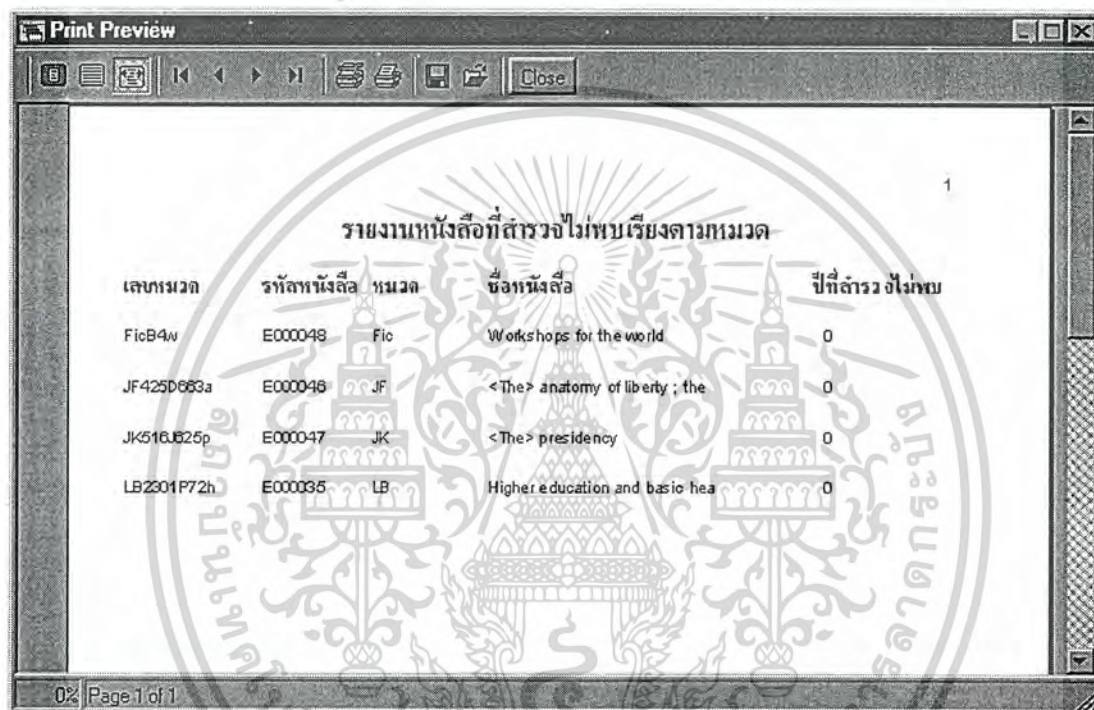 Print Preview
Close
1
รายงานหนังสือที่สำรวจไม่พบเรียงตามหมวด
เลขหมวด รหัสหนังสือ หมวด ชื่อหนังสือ ปีที่สำรวจไม่พบ
FicB4w E000048 Fic Workshops for the world 0
JF425D663a E000046 JF <The> anatomy of liberty ; the 0
JK516J625p E000047 JK <The> presidency 0
LB2301P72h E000035 LB Higher education and basic hea 0
0% Page 1 of 1